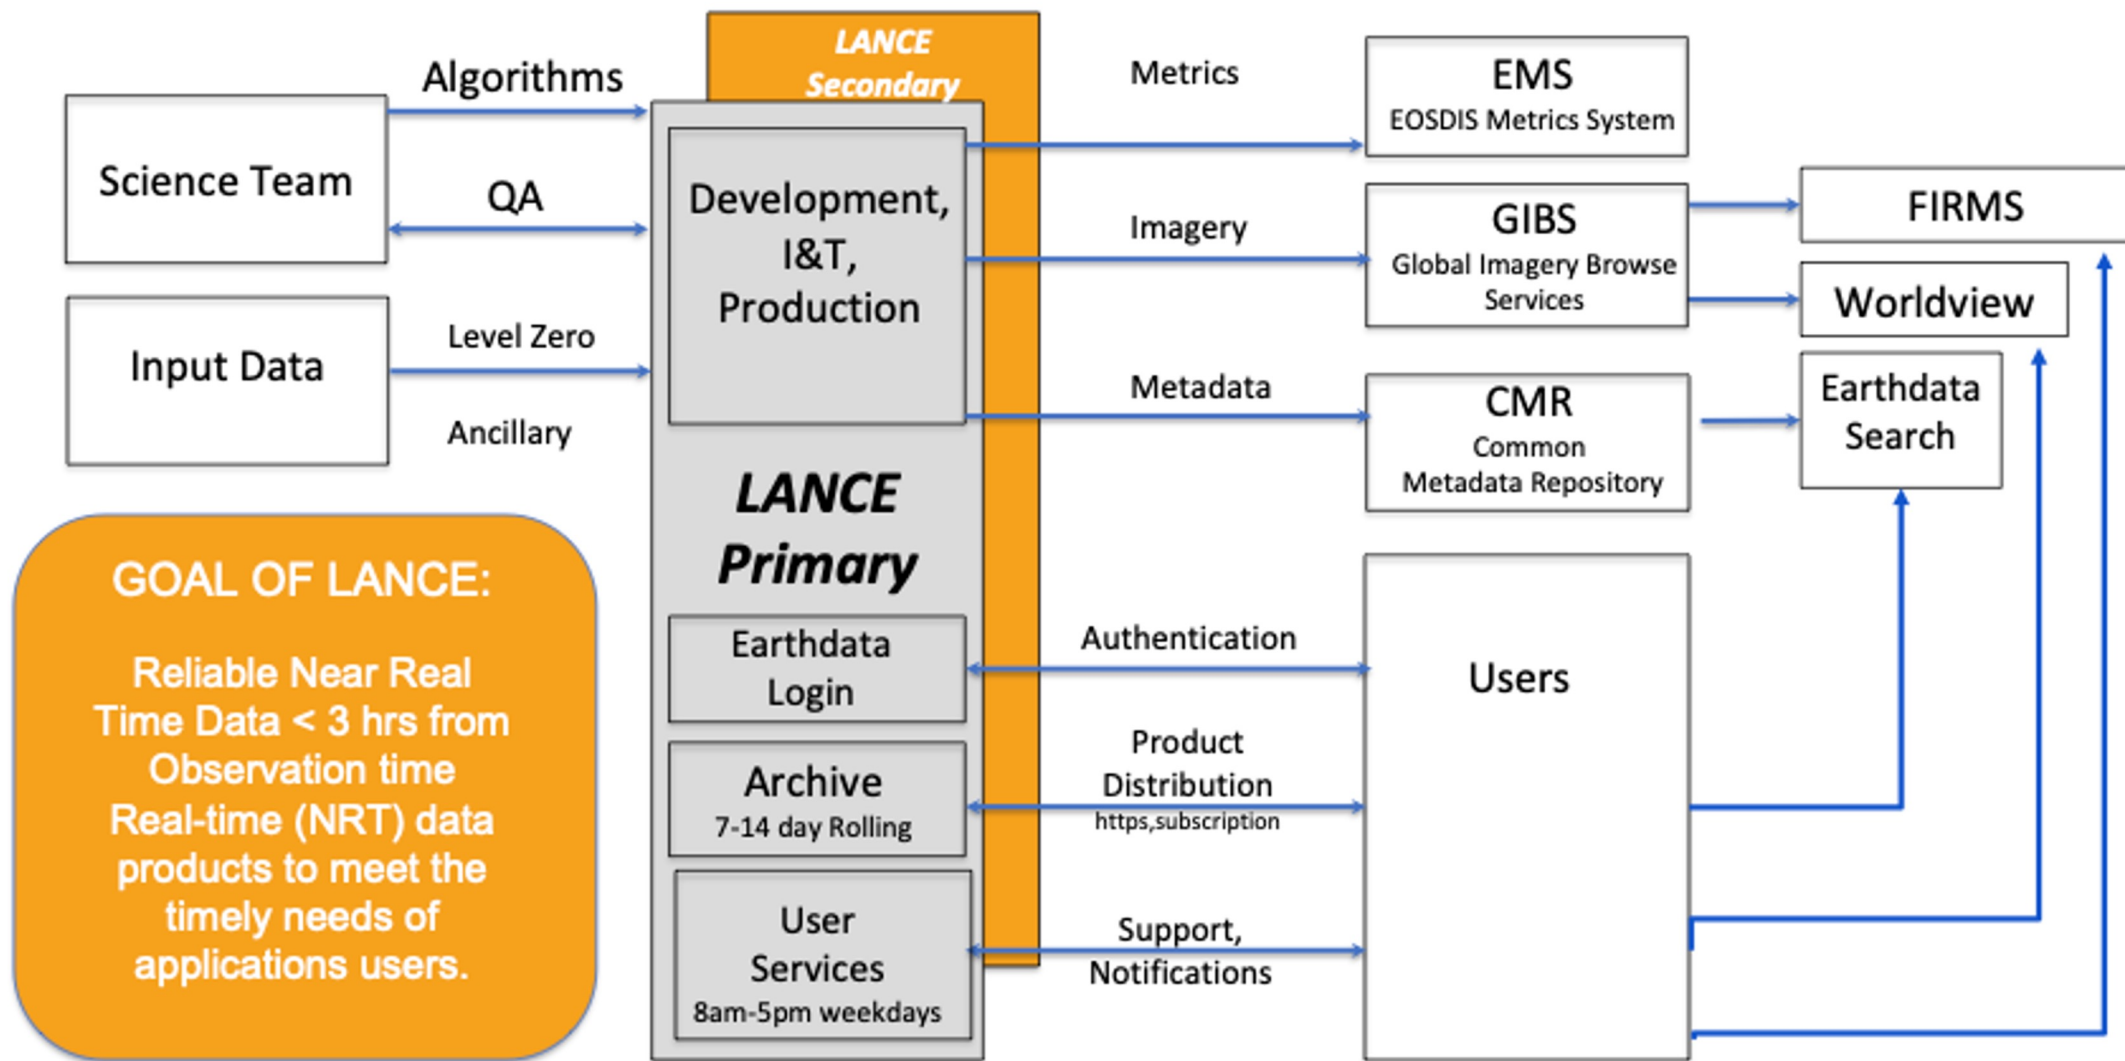 LANCE
Secondary
Algorithms
Science Team
QA
Input Data
Level Zero
Ancillary
GOAL OF LANCE:
Reliable Near Real
Time Data < 3 hrs from
Observation time
Real-time (NRT) data
products to meet the
timely needs of
applications users.
Development,
I&T,
Production
LANCE
Primary
Earthdata
Login
Archive
7-14 day Rolling
User
Services
8am-5pm weekdays
Metrics
Imagery
Metadata
Authentication
Product
Distribution
https,subscription
Support,
Notifications
EMS
EOSDIS Metrics System
GIBS
Global Imagery Browse
Services
CMR
Common
Metadata Repository
Users
FIRMS
Worldview
Earthdata
Search